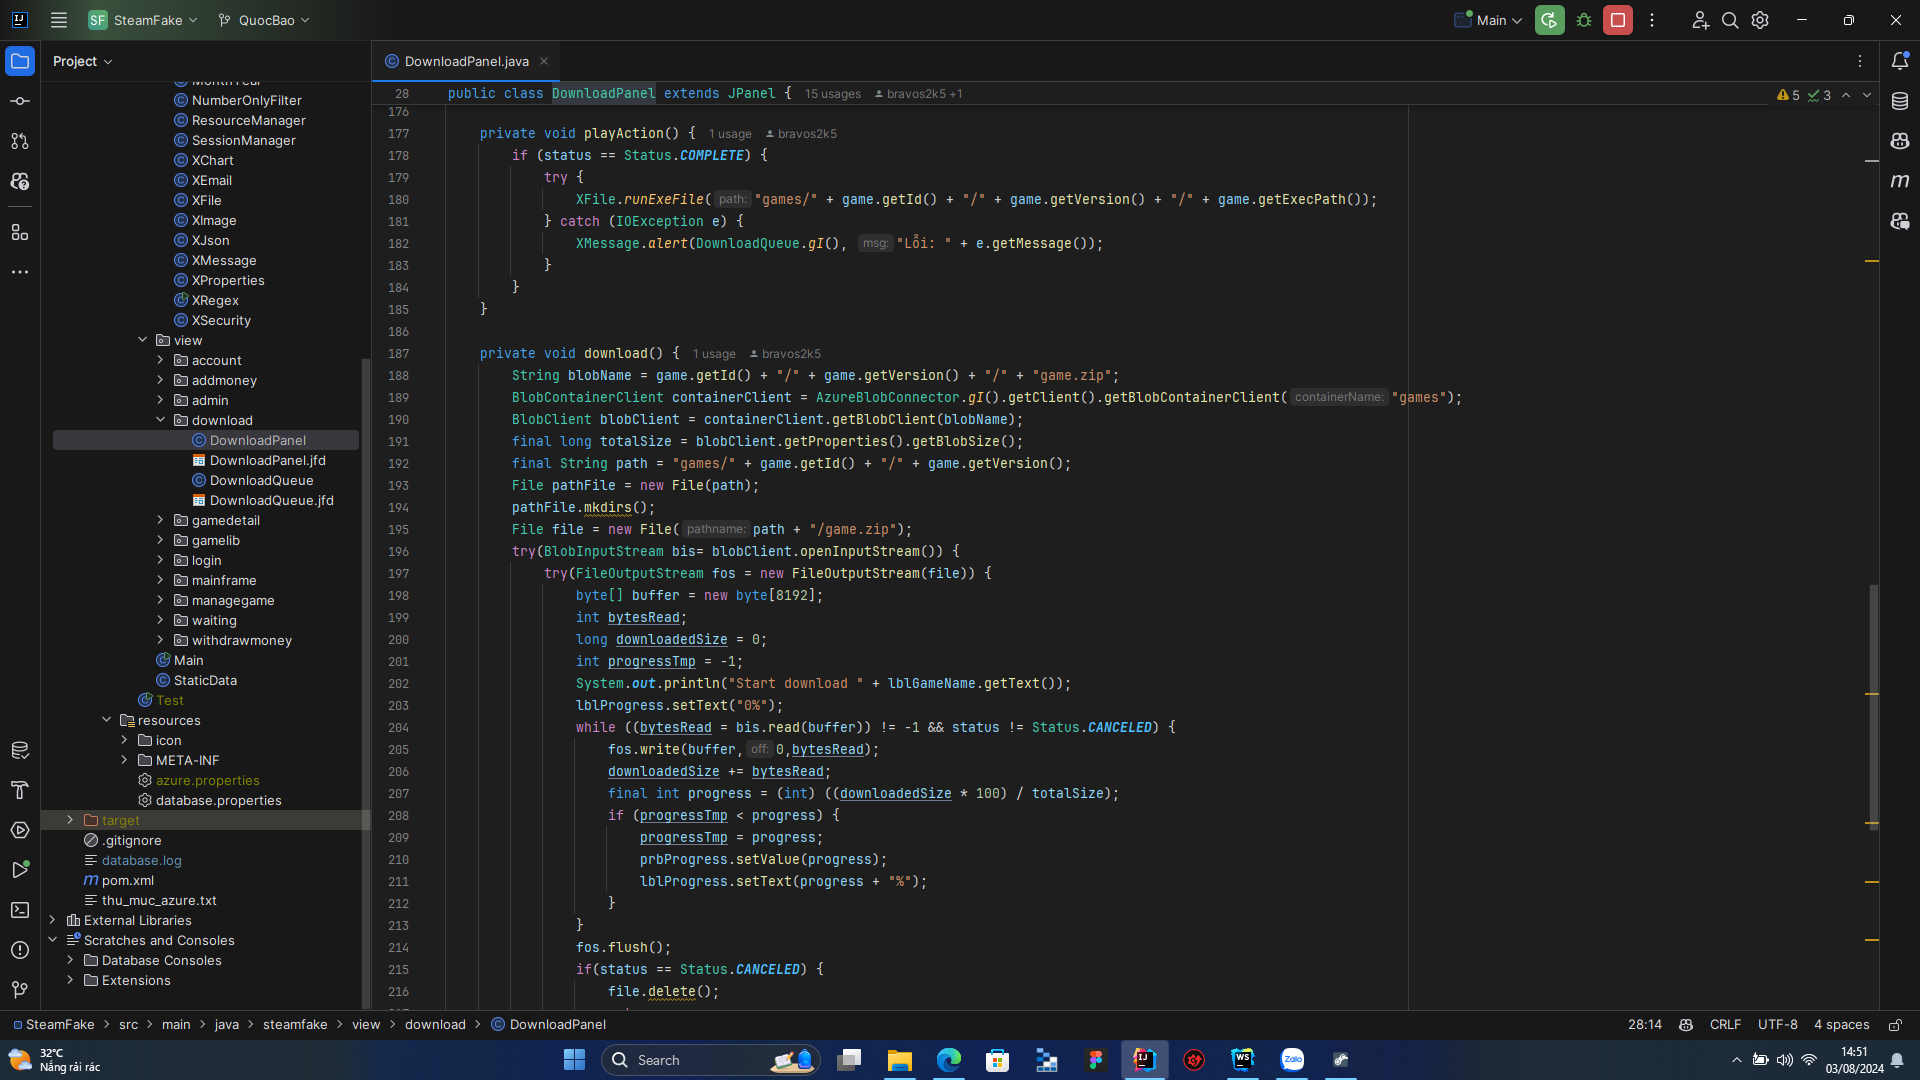 SF SteamFake QuocBao Main
Project
DownloadPanel.java
NumberOnlyFilter
ResourceManager
SessionManager
XChart
XEmail
XFile
XImage
XJson
XMessage
XProperties
XRegex
XSecurity
view
account
addmoney
admin
download
DownloadPanel
DownloadPanel.jfd
DownloadQueue
DownloadQueue.jfd
gamedetail
gamelib
login
mainframe
managegame
waiting
withdrawmoney
Main
StaticData
Test
resources
icon
META-INF
azure.properties
database.properties
target
.gitignore
database.log
pom.xml
thu_muc_azure.txt
External Libraries
Scratches and Consoles
Database Consoles
Extensions
28 public class DownloadPanel extends JPanel { 15 usages bravos2k5 +1
5 3
176
177 private void playAction() { 1 usage bravos2k5
178 if (status == Status.COMPLETE) {
179 try {
180 XFile.runExeFile( path: "games/" + game.getId() + "/" + game.getVersion() + "/" + game.getExecPath());
181 } catch (IOException e) {
182 XMessage.alert(DownloadQueue.gI(), msg: "Lỗi: " + e.getMessage());
183 }
184 }
185 }
186
187 private void download() { 1 usage bravos2k5
188 String blobName = game.getId() + "/" + game.getVersion() + "/" + "game.zip";
189 BlobContainerClient containerClient = AzureBlobConnector.gI().getClient().getBlobContainerClient( containerName: "games");
190 BlobClient blobClient = containerClient.getBlobClient(blobName);
191 final long totalSize = blobClient.getProperties().getBlobSize();
192 final String path = "games/" + game.getId() + "/" + game.getVersion();
193 File pathFile = new File(path);
194 pathFile.mkdirs();
195 File file = new File( pathname: path + "/game.zip");
196 try(BlobInputStream bis= blobClient.openInputStream()) {
197 try(FileOutputStream fos = new FileOutputStream(file)) {
198 byte[] buffer = new byte[8192];
199 int bytesRead;
200 long downloadedSize = 0;
201 int progressTmp = -1;
202 System.out.println("Start download " + lblGameName.getText());
203 lblProgress.setText("0%");
204 while ((bytesRead = bis.read(buffer)) != -1 && status != Status.CANCELED) {
205 fos.write(buffer, off: 0,bytesRead);
206 downloadedSize += bytesRead;
207 final int progress = (int) ((downloadedSize * 100) / totalSize);
208 if (progressTmp < progress) {
209 progressTmp = progress;
210 prbProgress.setValue(progress);
211 lblProgress.setText(progress + "%");
212 }
213 }
214 fos.flush();
215 if(status == Status.CANCELED) {
216 file.delete();
SteamFake > src > main > java > steamfake > view > download > DownloadPanel
28:14 CRLF UTF-8 4 spaces
32°C
Nắng rải rác
Search
14:51
03/08/2024